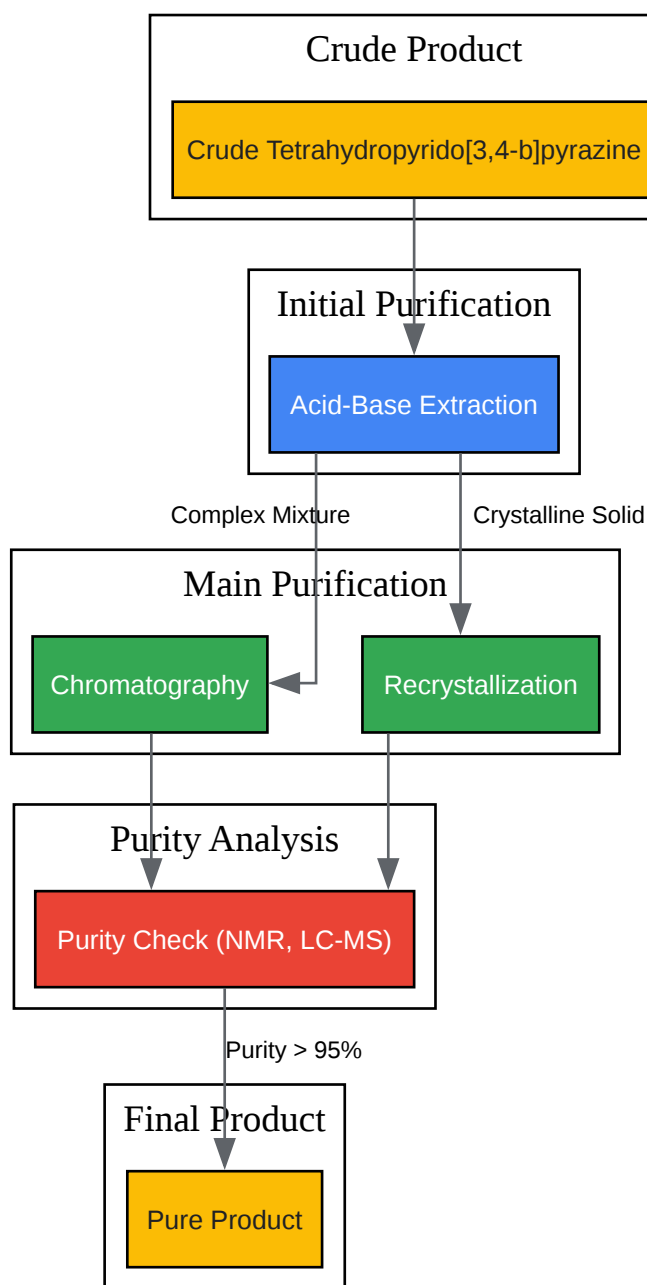 Crude Product
Crude Tetrahydropyrido[3,4-b]pyrazine
Initial Purification
Acid-Base Extraction
Complex Mixture
Crystalline Solid
Main Purification
Chromatography
Recrystallization
Purity Analysis
Purity Check (NMR, LC-MS)
Purity > 95%
Final Product
Pure Product